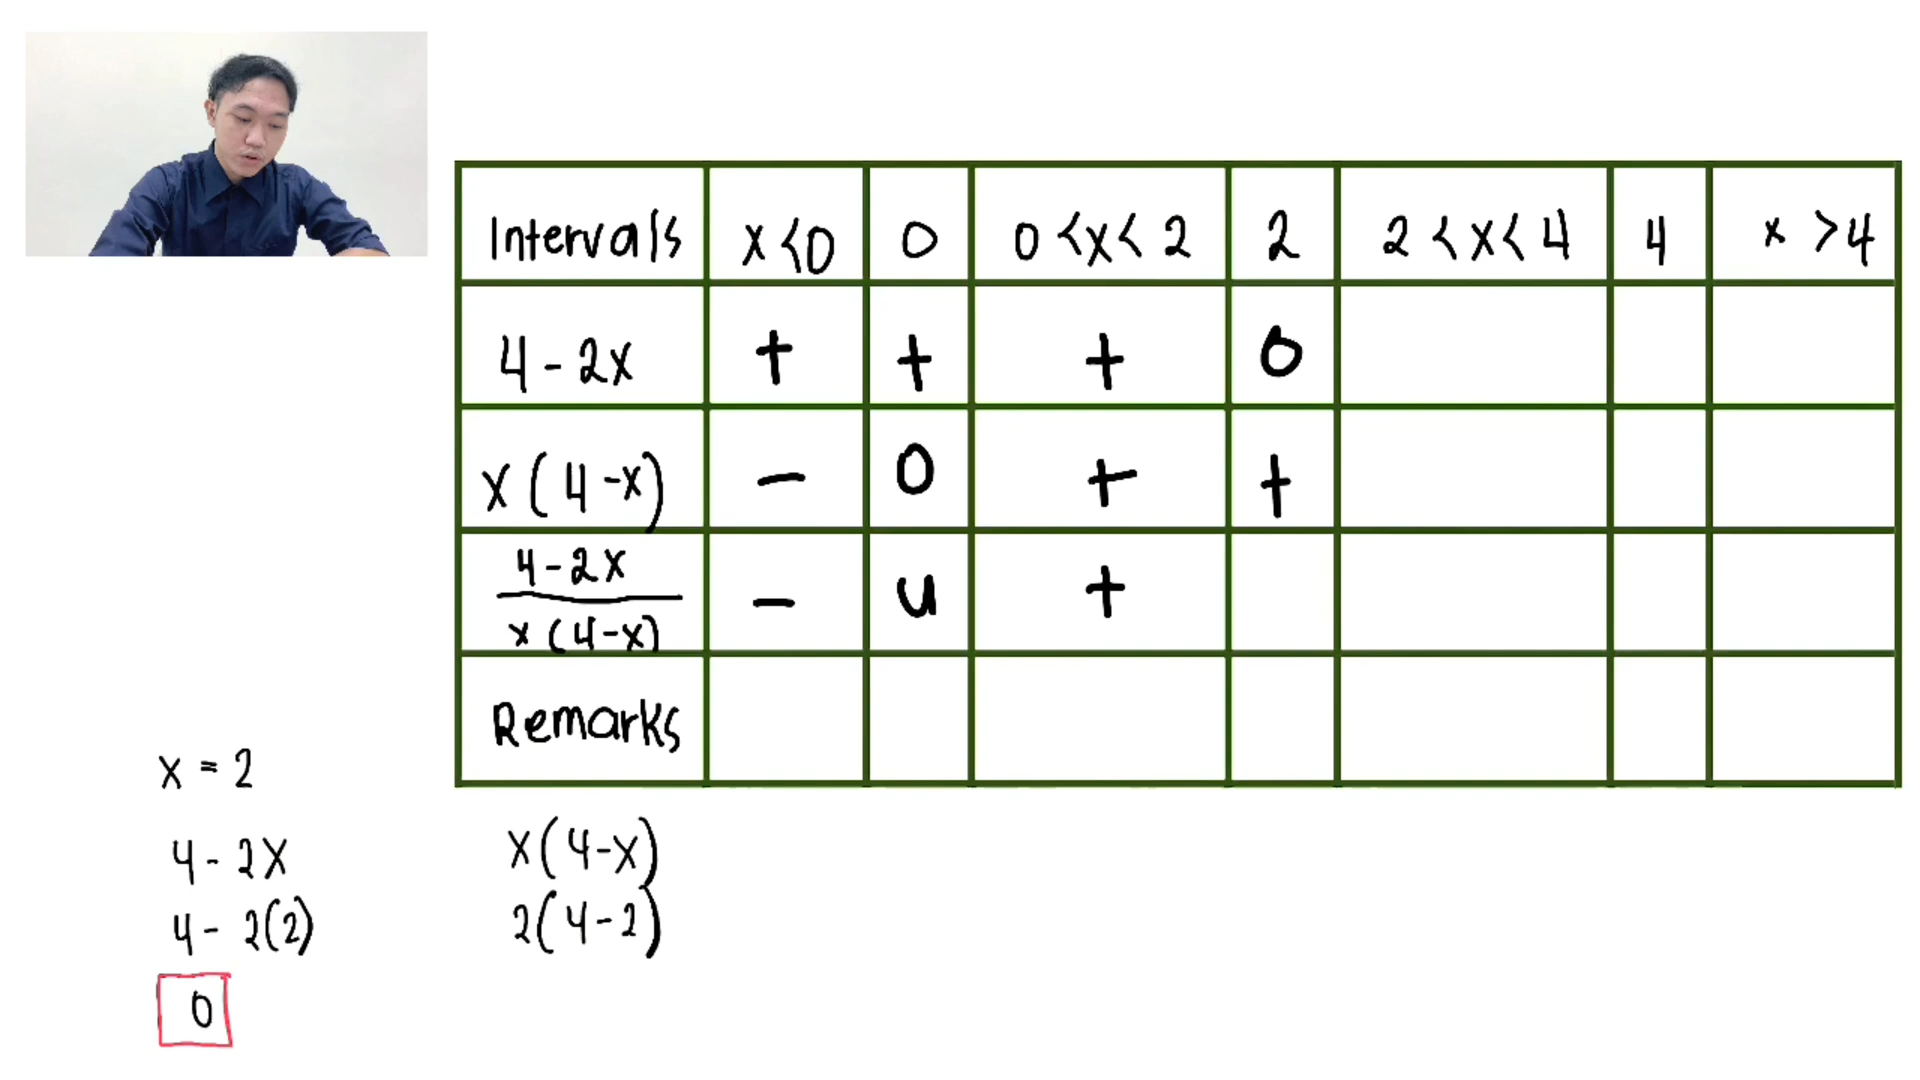 Intervals x<0 0 0<x<2 2 2<x<4 4 x>4
4-2x + + + 0
x(4-x) - 0 + +
4-2x
x(4-x) - u +
Remarks
x = 2
4-2x x(4-x)
4-2(2) 2(4-2)
0